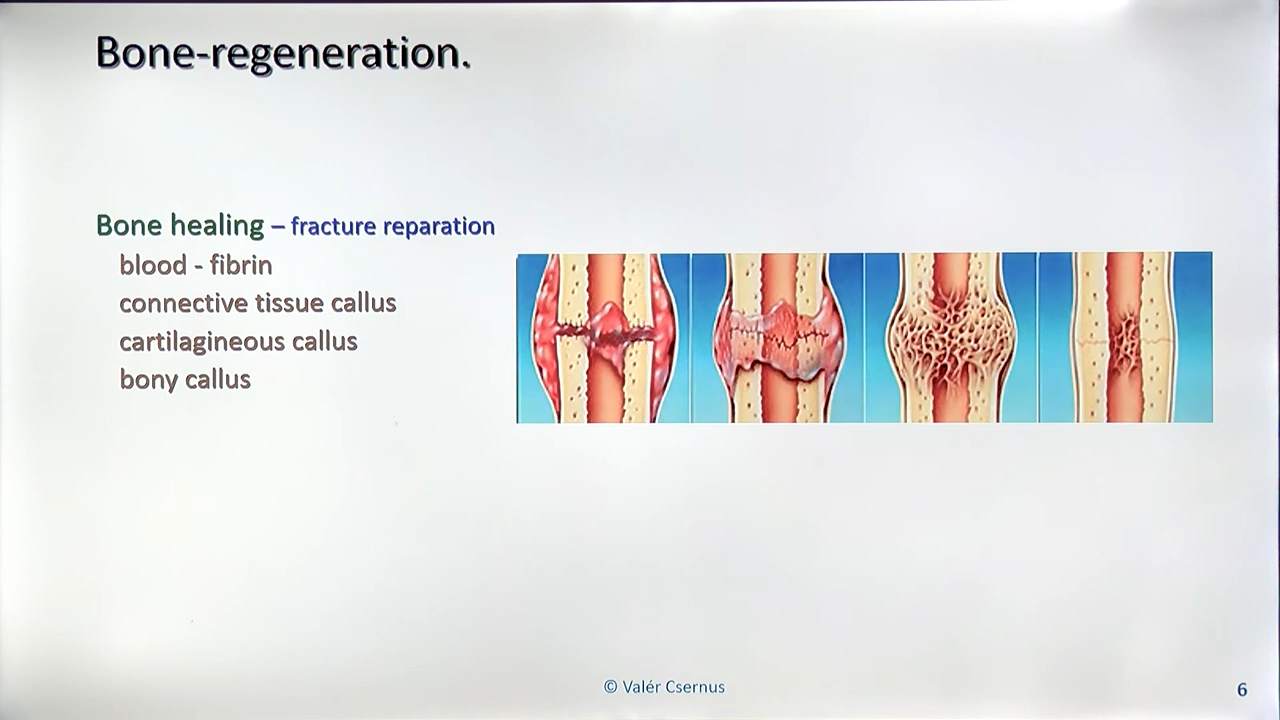 Bone-regeneration.
Bone healing – fracture reparation
blood - fibrin
connective tissue callus
cartilagineous callus
bony callus
© Valér Csernus
6